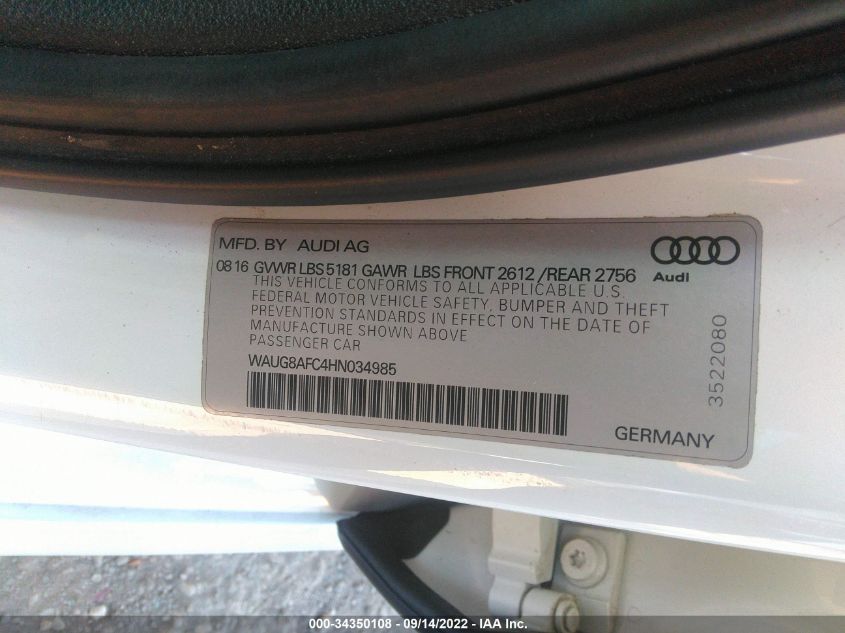 MFD. BY AUDI AG
Audi
08 16 GVWR LBS 5181 GAWR LBS FRONT 2612 /REAR 2756
THIS VEHICLE CONFORMS TO ALL APPLICABLE U.S.
FEDERAL MOTOR VEHICLE SAFETY, BUMPER AND THEFT
PREVENTION STANDARDS IN EFFECT ON THE DATE OF
MANUFACTURE SHOWN ABOVE
PASSENGER CAR
WAUG8AFC4HN034985
3522080
GERMANY
000-34350108 - 09/14/2022 - IAA Inc.